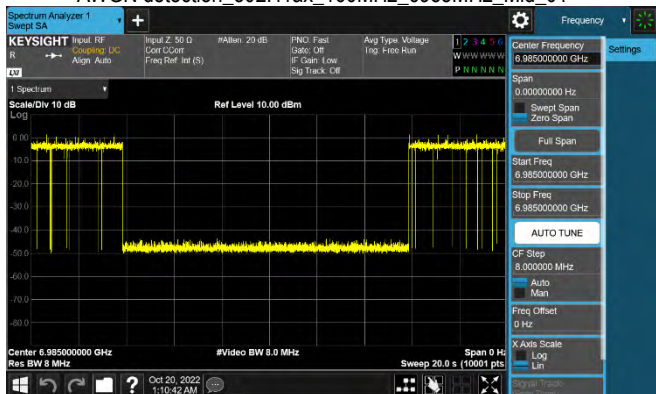 Spectrum Analyzer 1
Swept SA
Frequency
KEYSIGHT
R
Input: RF
Coupling: DC
Align: Auto
Input Z: 50 Ω
Corr CCorr
Freq Ref: Int (S)
#Atten: 20 dB
PNO: Fast
Gate: Off
IF Gain: Low
Sig Track: Off
Avg Type: Voltage
Trig: Free Run
1 2 3 4 5 6
W W W W W W
P N N N N N
Center Frequency
6.985000000 GHz
Settings
Span
0.00000000 Hz
Swept Span
Zero Span
Full Span
Start Freq
6.985000000 GHz
Stop Freq
6.985000000 GHz
AUTO TUNE
CF Step
8.000000 MHz
Auto
Man
Freq Offset
0 Hz
X Axis Scale
Log
Lin
1 Spectrum
Scale/Div 10 dB
Ref Level 10.00 dBm
Log
0.00
-10.0
-20.0
-30.0
-40.0
-50.0
-60.0
-70.0
-80.0
Center 6.985000000 GHz
#Video BW 8.0 MHz
Span 0 Hz
Res BW 8 MHz
Sweep 20.0 s (10001 pts
Oct 20, 2022
1:10:42 AM